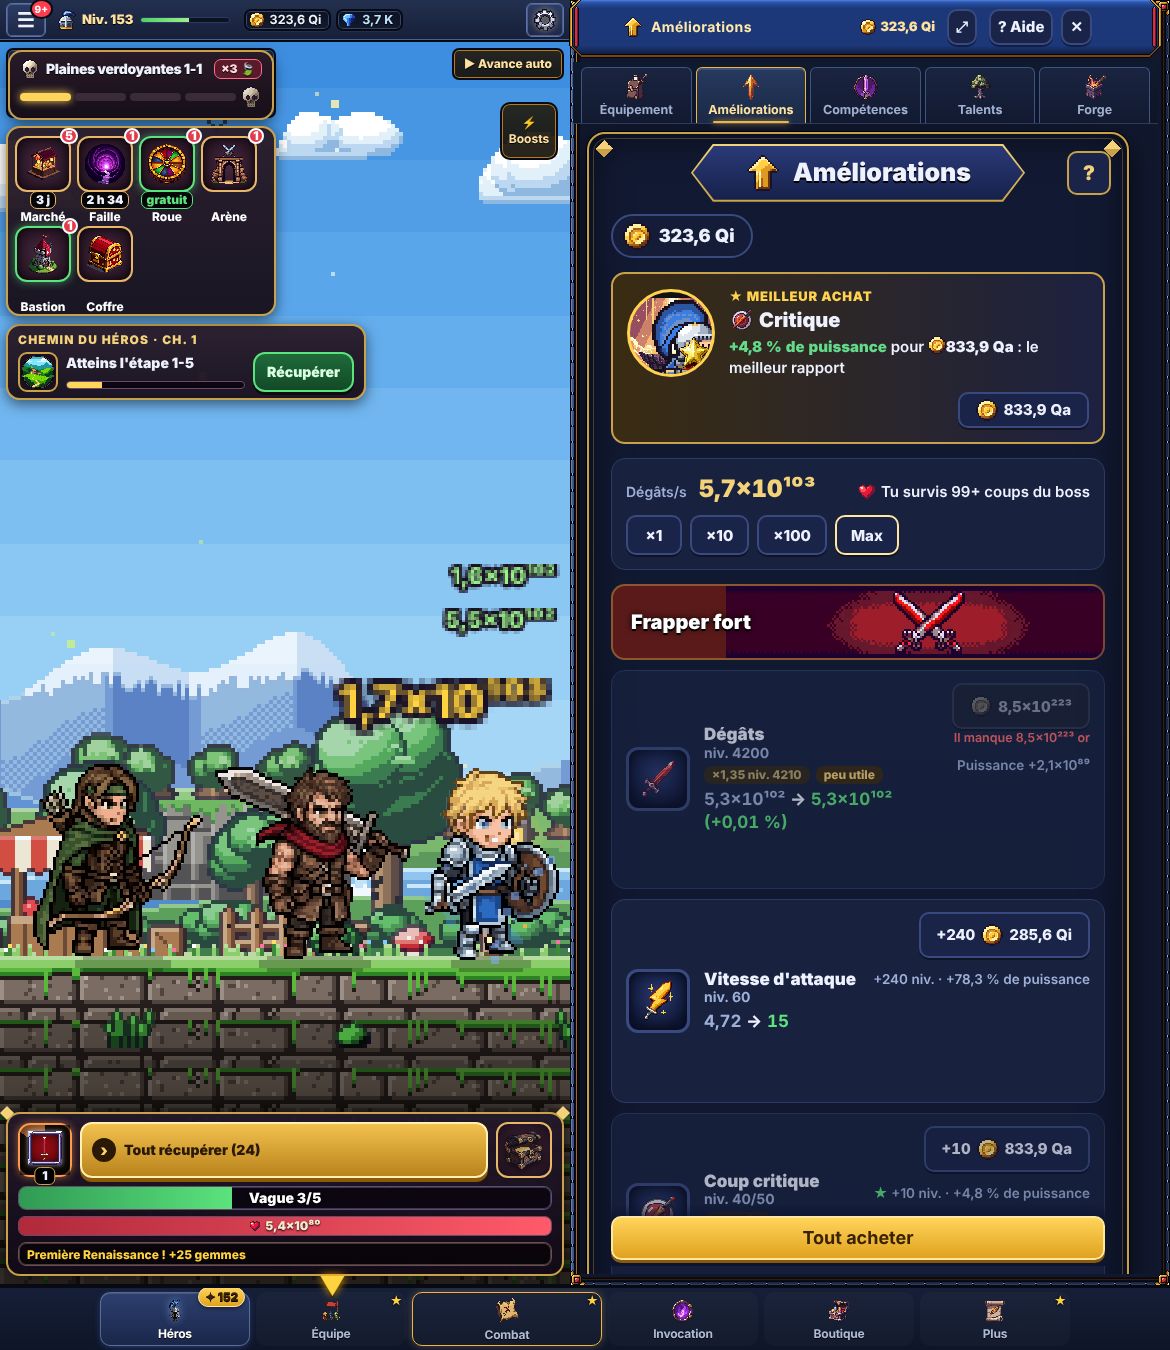 9+
Niv. 153
323,6 Qi
3,7 K
Plaines verdoyantes 1-1
×3
Avance auto
Boosts
5
1
1
1
3 j
2 h 34
gratuit
Marché
Faille
Roue
Arène
1
Bastion
Coffre
CHEMIN DU HÉROS · CH. 1
Atteins l'étape 1-5
Récupérer
1,6×10¹⁰²
5,5×10¹⁰²
1,7×10¹⁰³
1
Tout récupérer (24)
Vague 3/5
5,4×10⁸⁰
Première Renaissance ! +25 gemmes
Améliorations
323,6 Qi
? Aide
×
Équipement
Améliorations
Compétences
Talents
Forge
Améliorations
?
323,6 Qi
★ MEILLEUR ACHAT
Critique
+4,8 % de puissance pour 833,9 Qa : le
meilleur rapport
833,9 Qa
Dégâts/s 5,7×10¹⁰³
Tu survis 99+ coups du boss
×1
×10
×100
Max
Frapper fort
8,5×10²²³
Il manque 8,5×10²²³ or
Puissance +2,1×10⁸⁹
Dégâts
niv. 4200
×1,35 niv. 4210
peu utile
5,3×10¹⁰² → 5,3×10¹⁰²
(+0,01 %)
+240 285,6 Qi
Vitesse d'attaque
+240 niv. · +78,3 % de puissance
niv. 60
4,72 → 15
+10 833,9 Qa
Coup critique
niv. 40/50
★ +10 niv. · +4,8 % de puissance
Tout acheter
152
Héros
Équipe
Combat
Invocation
Boutique
Plus